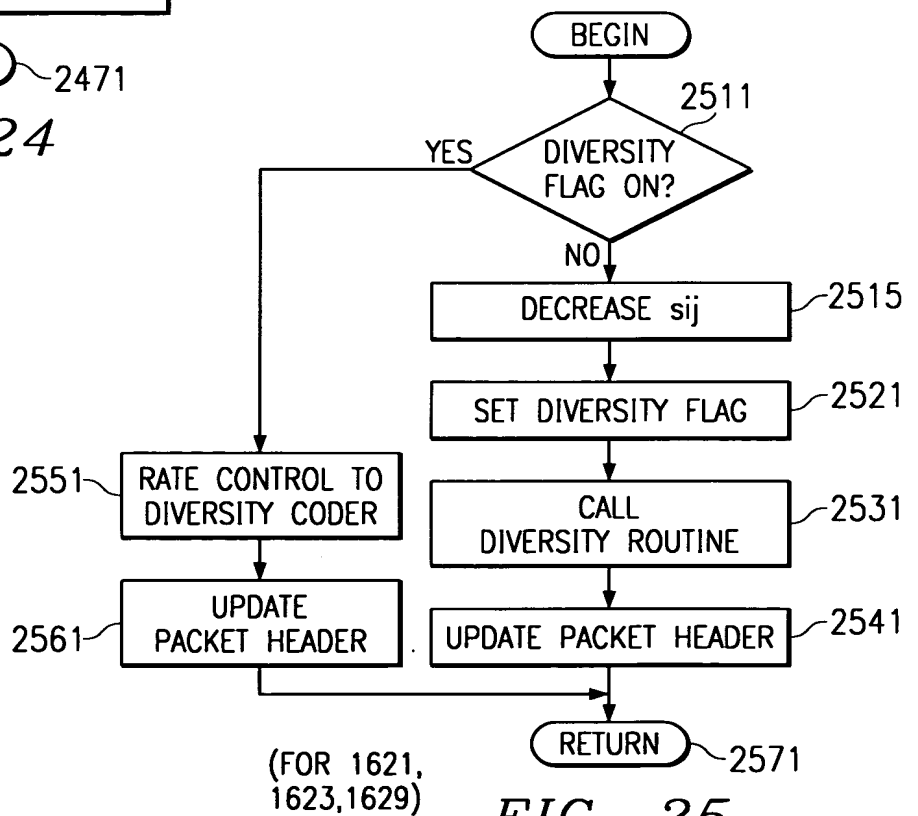 BEGIN
2471
24
2511
YES
DIVERSITY
FLAG ON?
NO
DECREASE sij
2515
SET DIVERSITY FLAG
2521
2551
RATE CONTROL TO
DIVERSITY CODER
CALL
DIVERSITY ROUTINE
2531
2561
UPDATE
PACKET HEADER
UPDATE PACKET HEADER
2541
RETURN
2571
(FOR 1621,
1623,1629)
FIG. 25